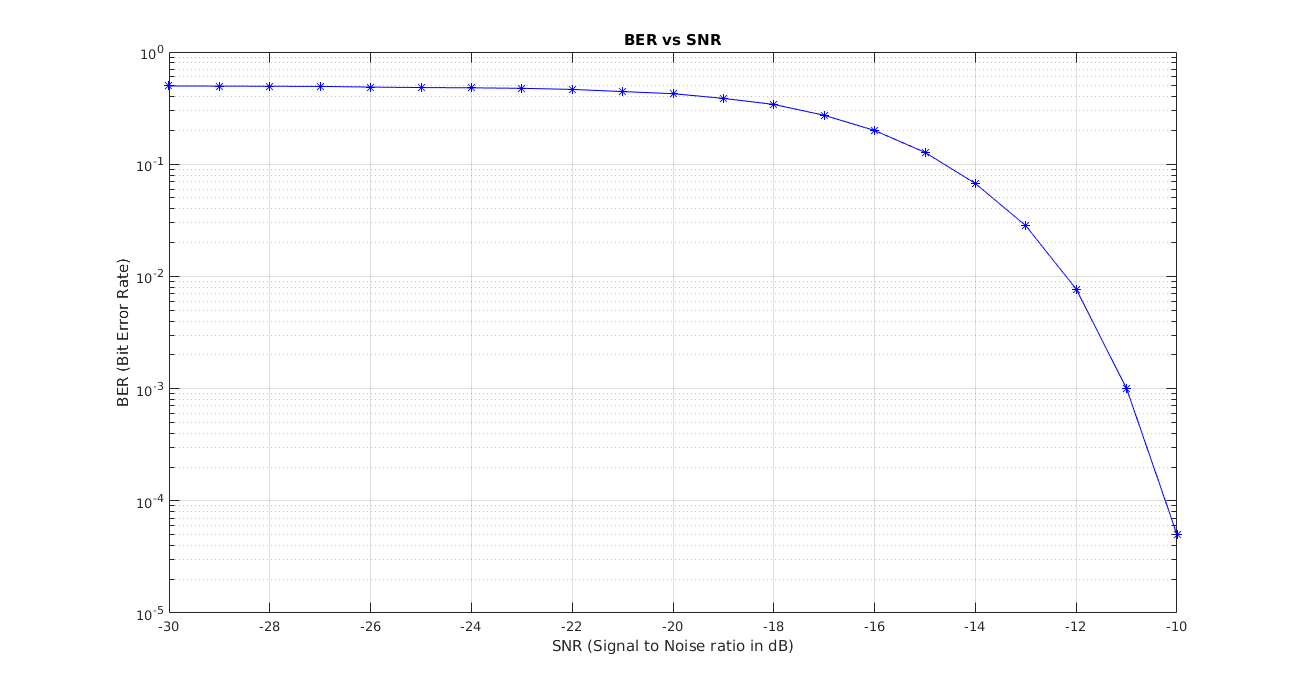 BER vs SNR
10^0
10^-1
10^-2
10^-3
10^-4
10^-5
BER (Bit Error Rate)
-30 -28 -26 -24 -22 -20 -18 -16 -14 -12 -10
SNR (Signal to Noise ratio in dB)